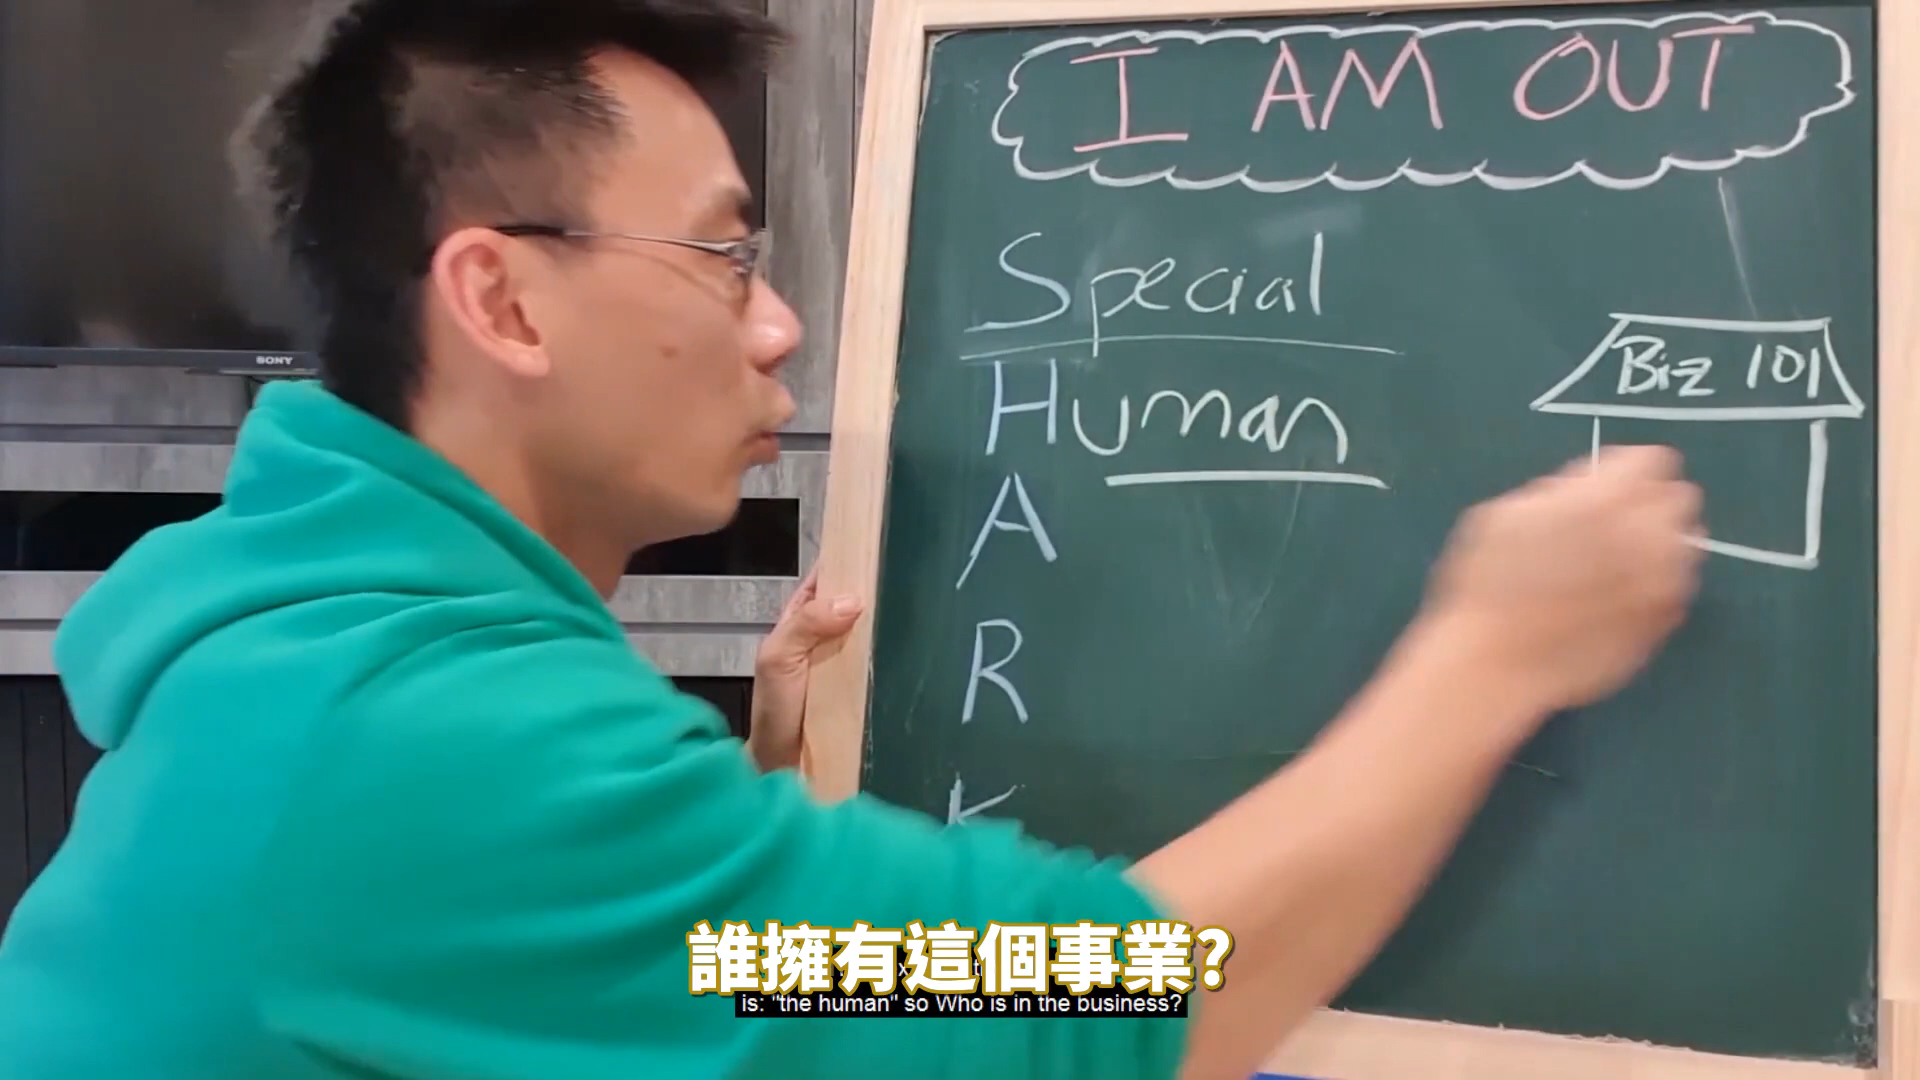 I AM OUT
Special
Human
A
R
K
Biz 101
SONY
誰擁有這個事業?
is: "the human" so Who is in the business?